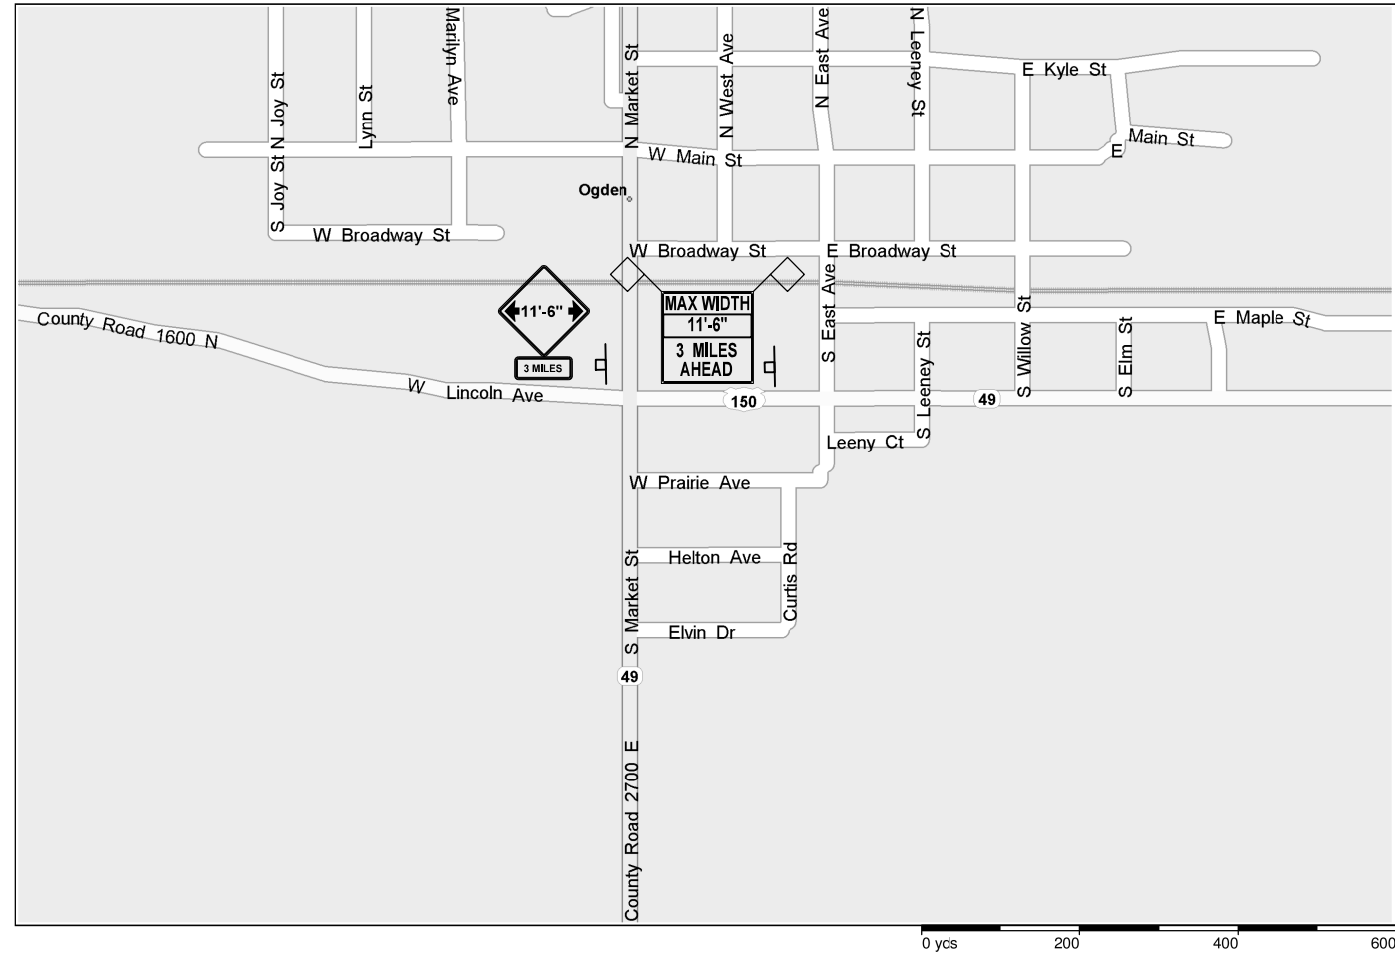 N Joy St
Lynn St
Marilyn Ave
N Market St
N West Ave
N East Ave
N Leeney St
E Kyle St
W Main St
E Main St
S Joy St
Ogden
W Broadway St
W Broadway St
E Broadway St
11'-6"
3 MILES
MAX WIDTH
11'-6"
3 MILES
AHEAD
County Road 1600 N
W Lincoln Ave
150
49
S East Ave
S Leeney St
S Willow St
S Elm St
E Maple St
Leeny Ct
W Prairie Ave
Helton Ave
Curtis Rd
Elvin Dr
S Market St
49
County Road 2700 E
0 yds
200
400
600